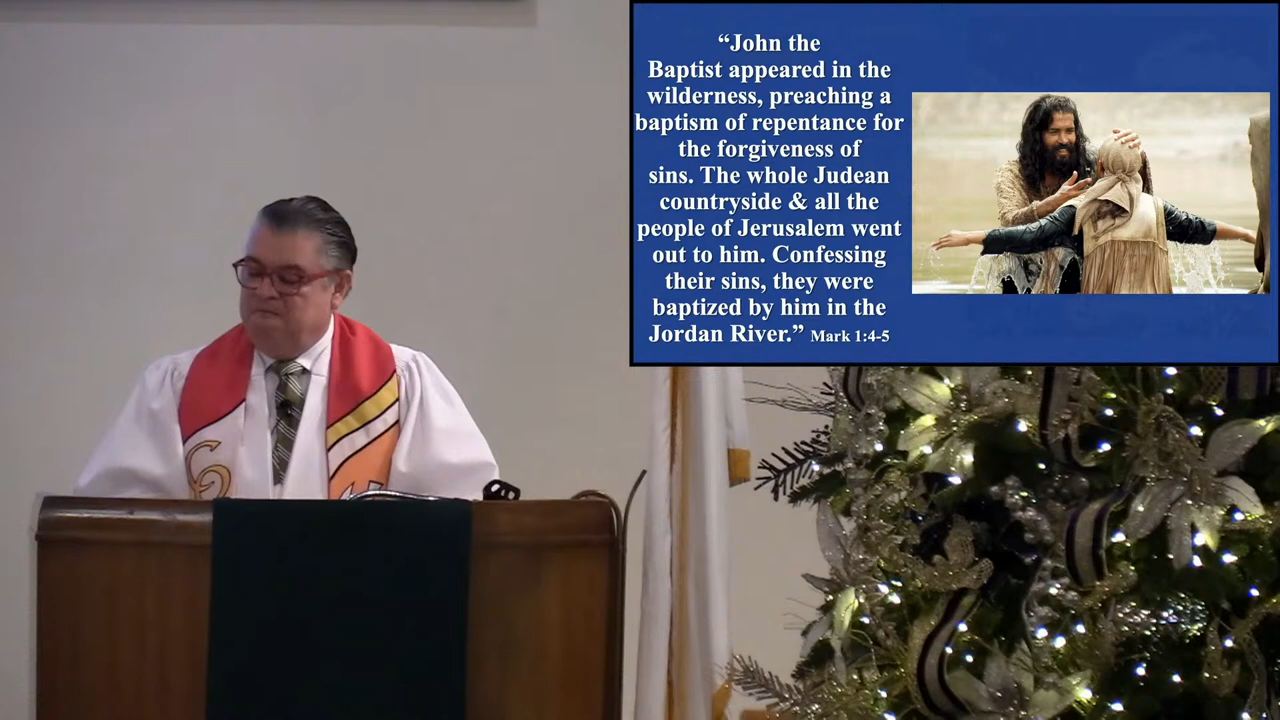 “John the
Baptist appeared in the
wilderness, preaching a
baptism of repentance for
the forgiveness of
sins. The whole Judean
countryside & all the
people of Jerusalem went
out to him. Confessing
their sins, they were
baptized by him in the
Jordan River.” Mark 1:4-5